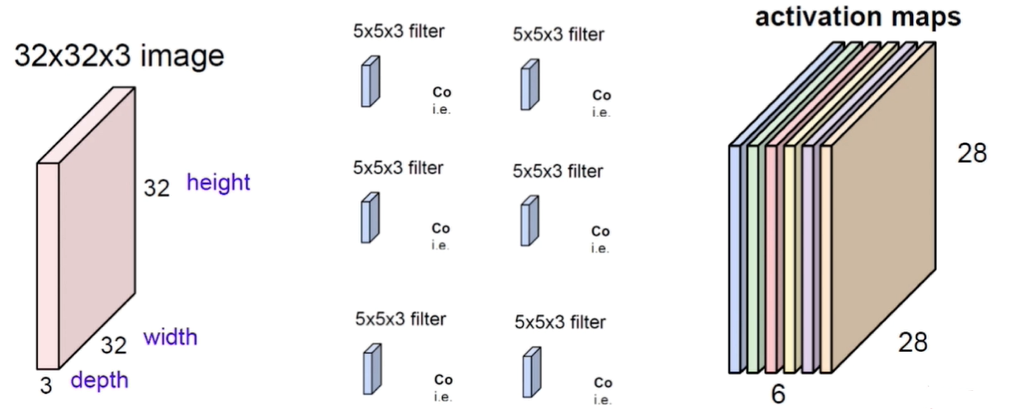 32x32x3 image
32 height
32 width
3 depth
5x5x3 filter
Co
i.e.
5x5x3 filter
Co
i.e.
5x5x3 filter
Co
i.e.
5x5x3 filter
Co
i.e.
5x5x3 filter
Co
i.e.
5x5x3 filter
Co
i.e.
activation maps
28
28
6